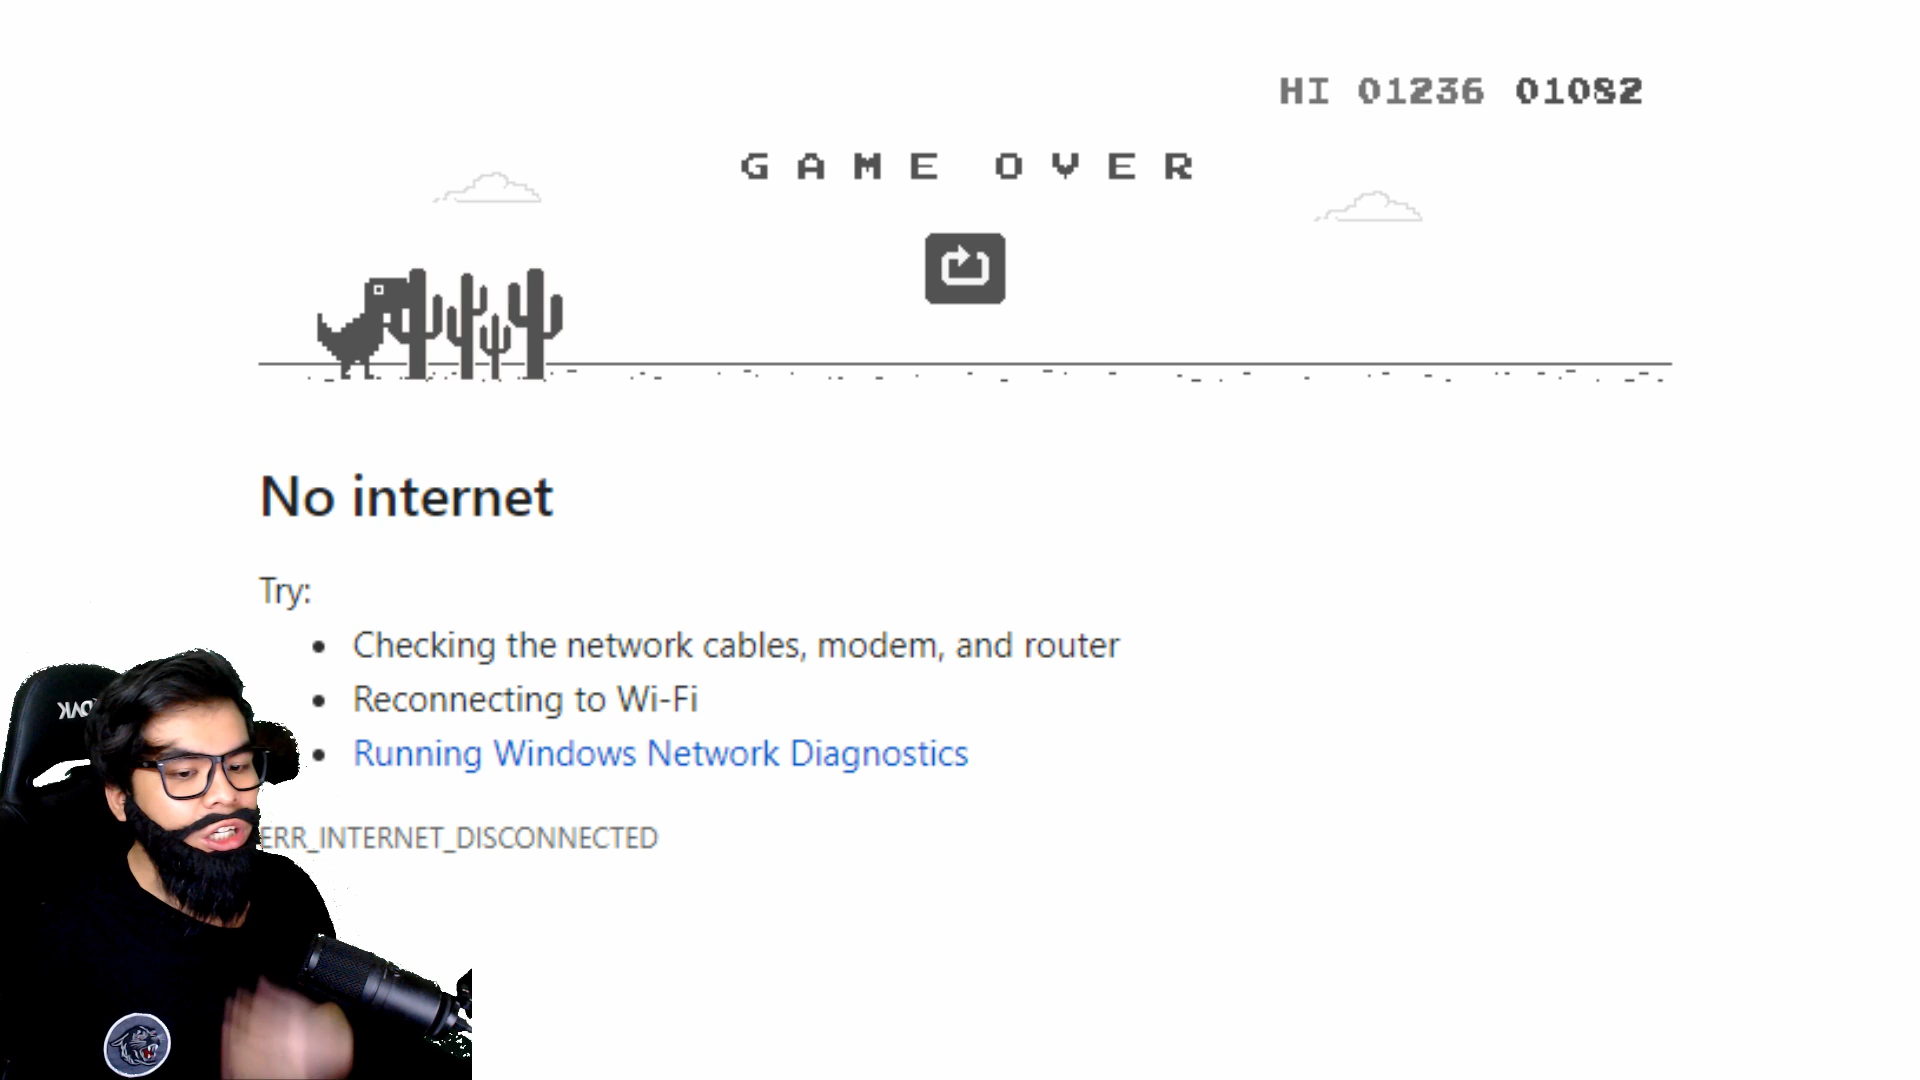 HI 01236 01082
GAME OVER
No internet
Try:
Checking the network cables, modem, and router
Reconnecting to Wi-Fi
Running Windows Network Diagnostics
ERR_INTERNET_DISCONNECTED